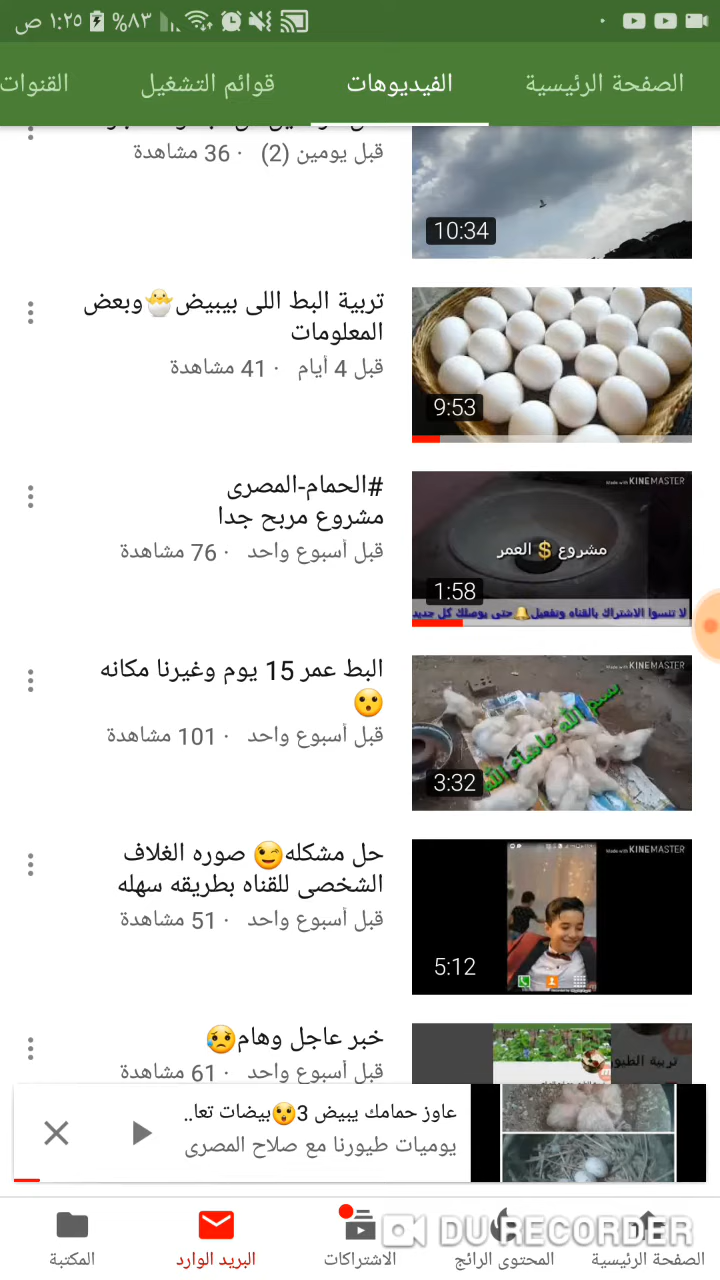 ١:٢٥ ص
٨٣%
الصفحة الرئيسية
الفيديوهات
قوائم التشغيل
القنوات
قبل يومين (2) · 36 مشاهدة
10:34
تربية البط اللى بيبيض🐣وبعض
المعلومات
قبل 4 أيام · 41 مشاهدة
9:53
#الحمام-المصرى
مشروع مربح جدا
قبل أسبوع واحد · 76 مشاهدة
Made with KINEMASTER
مشروع 💲 العمر
1:58
لا تنسوا الاشتراك بالقناه وتفعيل🔔حتى يوصلك كل جديد
البط عمر 15 يوم وغيرنا مكانه
😮
قبل أسبوع واحد · 101 مشاهدة
Made with KINEMASTER
بسم الله ماشاء الله
3:32
حل مشكله😉 صوره الغلاف
الشخصى للقناه بطريقه سهله
قبل أسبوع واحد · 51 مشاهدة
Made with KINEMASTER
5:12
خبر عاجل وهام😢
قبل أسبوع واحد · 61 مشاهدة
تربية الطيو
عاوز حمامك يبيض 3😮بيضات تعا..
يوميات طيورنا مع صلاح المصرى
DU RECORDER
الصفحة الرئيسية
المحتوى الرائج
الاشتراكات
البريد الوارد
المكتبة